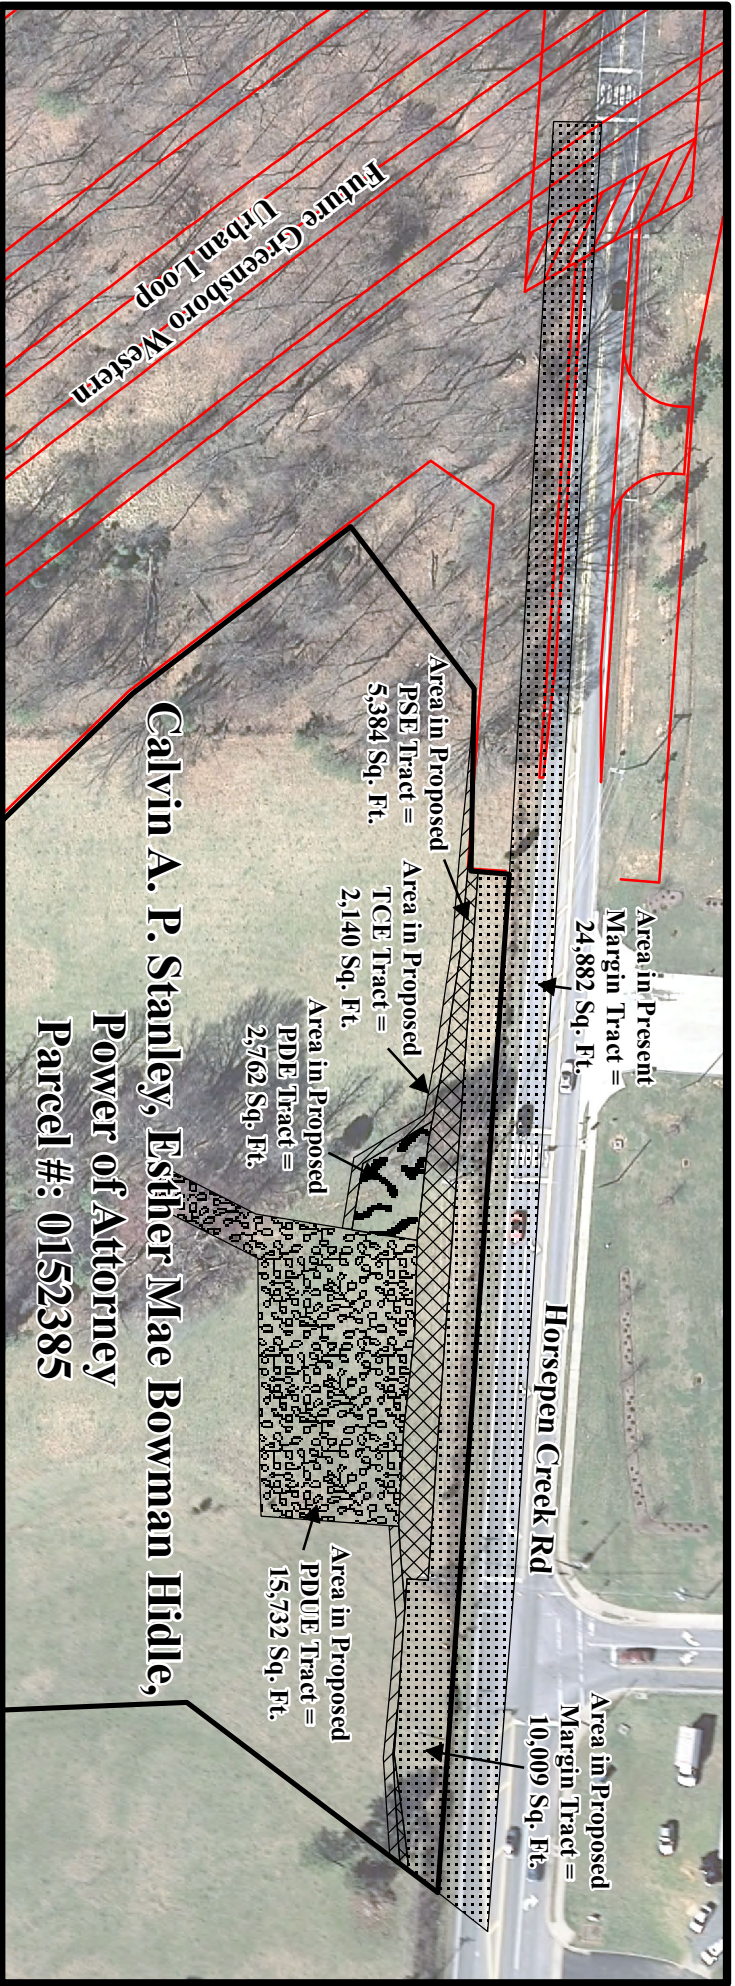 Future Greensboro Western
Urban Loop
Area in Present
Margin Tract =
24,882 Sq. Ft.
Area in Proposed
PSE Tract =
5,384 Sq. Ft.
Area in Proposed
TCE Tract =
2,140 Sq. Ft.
Area in Proposed
PDE Tract =
2,762 Sq. Ft.
Horsepen Creek Rd
Area in Proposed
PDUE Tract =
15,732 Sq. Ft.
Area in Proposed
Margin Tract =
10,009 Sq. Ft.
Calvin A. P. Stanley, Esther Mae Bowman Hidle,
Power of Attorney
Parcel #: 0152385